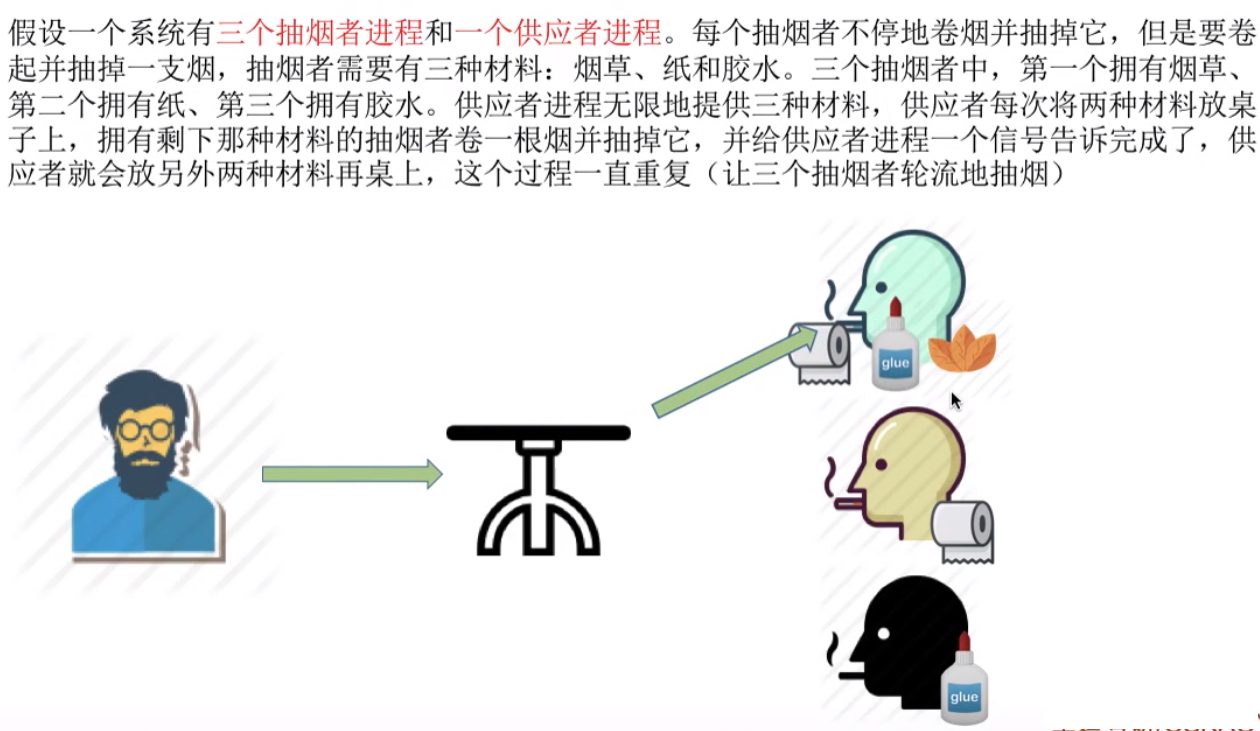 假设一个系统有三个抽烟者进程和一个供应者进程。每个抽烟者不停地卷烟并抽掉它，但是要卷
起并抽掉一支烟，抽烟者需要有三种材料：烟草、纸和胶水。三个抽烟者中，第一个拥有烟草、
第二个拥有纸、第三个拥有胶水。供应者进程无限地提供三种材料，供应者每次将两种材料放桌
子上，拥有剩下那种材料的抽烟者卷一根烟并抽掉它，并给供应者进程一个信号告诉完成了，供
应者就会放另外两种材料再桌上，这个过程一直重复（让三个抽烟者轮流地抽烟）
glue
glue